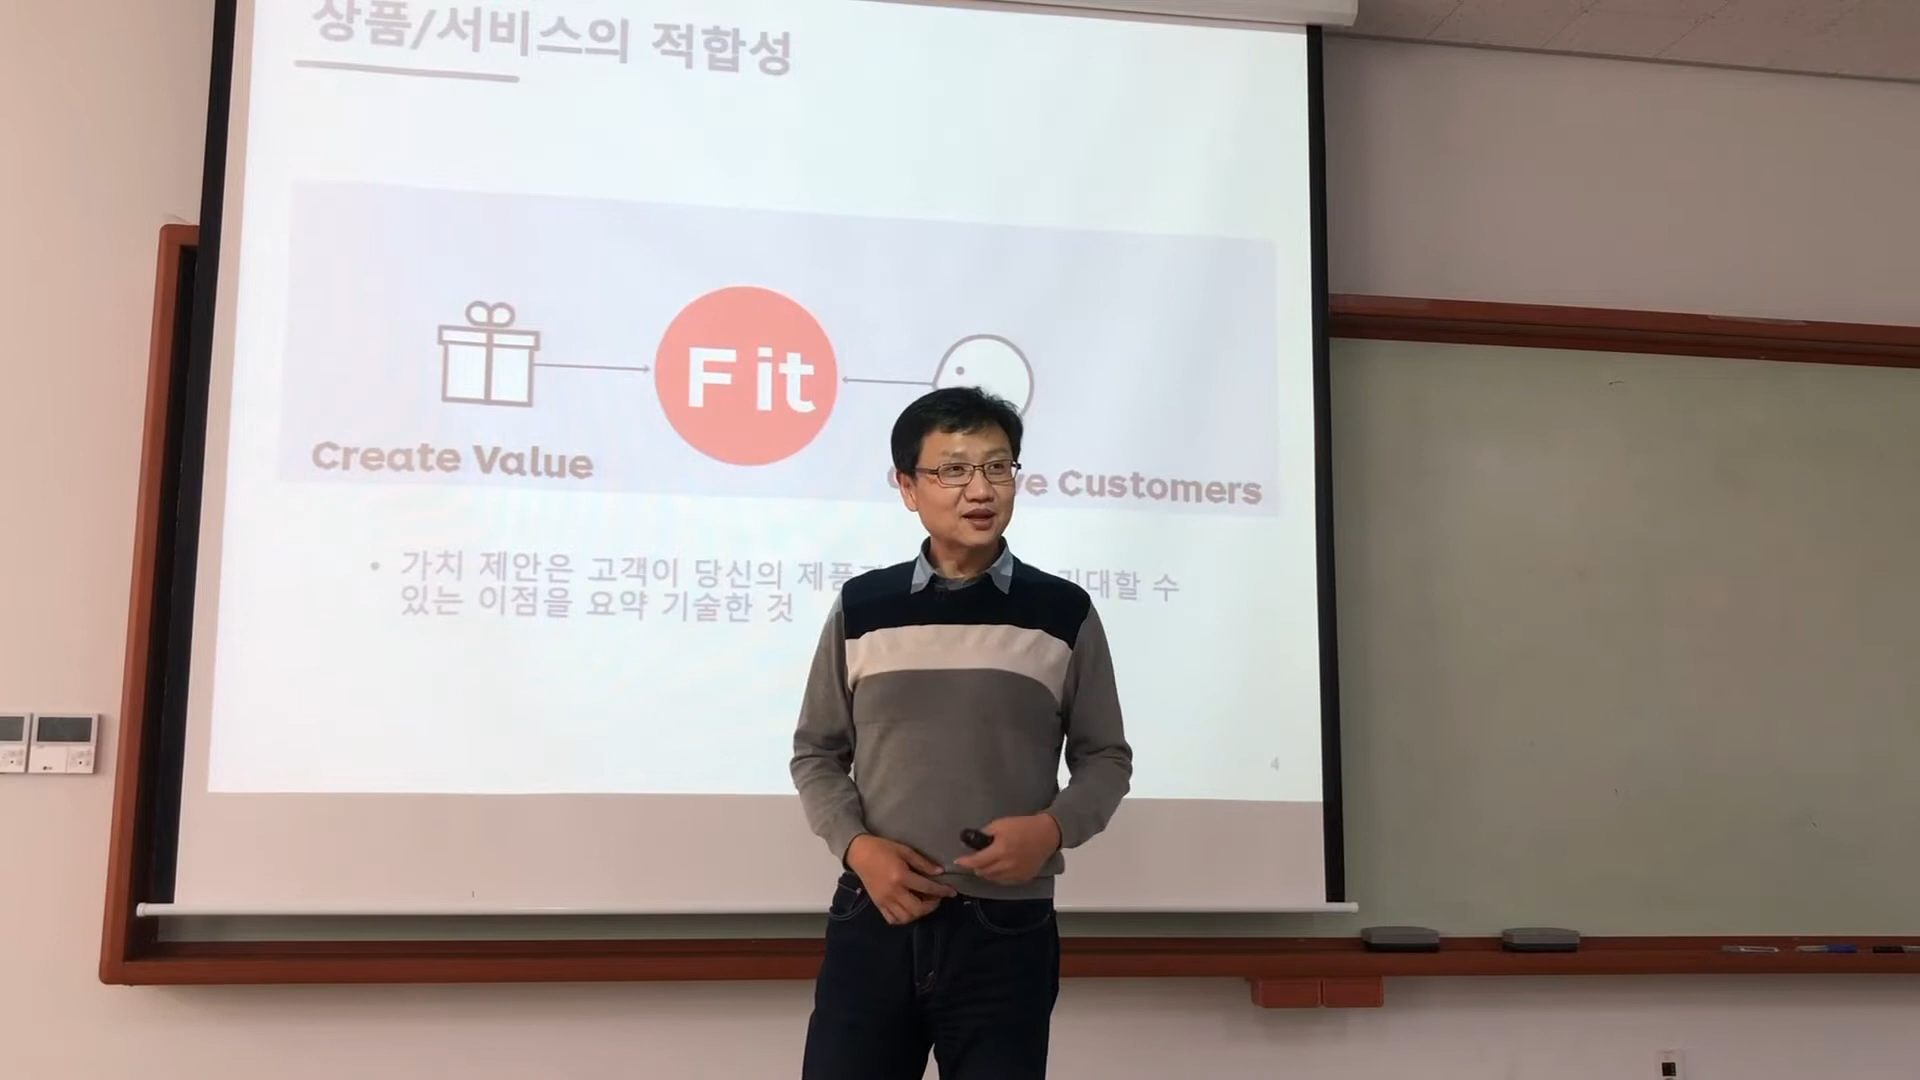 상품/서비스의 적합성
Fit
Create Value
Customers
가치 제안은 고객이 당신의 기대할 수
있는 이점을 요약 기술한 것
4
LG